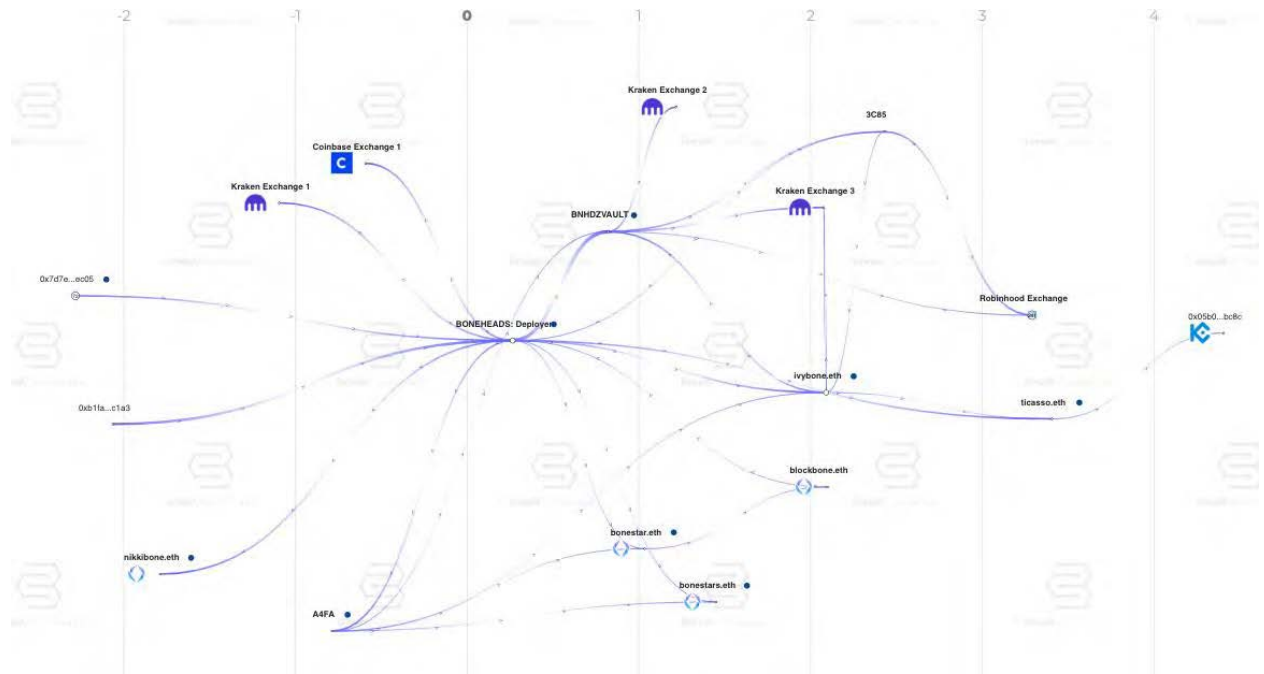 -2 -1 0 1 2 3 4
Kraken Exchange 2
3C85
Coinbase Exchange 1
Kraken Exchange 1
Kraken Exchange 3
BNHDZVAULT
0x7d7e...ec05
Robinhood Exchange
0x05b0...bc8c
BONEHEADS: Deployer
ivybone.eth
ticasso.eth
0xb1fa...c1a3
blockbone.eth
bonestar.eth
nikkibone.eth
bonestars.eth
A4FA